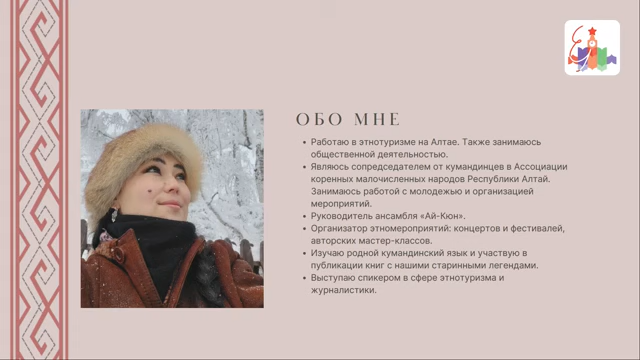 ОБО МНЕ
• Работаю в этнотуризме на Алтае. Также занимаюсь
общественной деятельностью.
• Являюсь сопредседателем от кумандинцев в Ассоциации
коренных малочисленных народов Республики Алтай.
Занимаюсь работой с молодежью и организацией
мероприятий.
• Руководитель ансамбля «Ай-Кюн».
• Организатор этномероприятий: концертов и фестивалей,
авторских мастер-классов.
• Изучаю родной кумандинский язык и участвую в
публикации книг с нашими старинными легендами.
• Выступаю спикером в сфере этнотуризма и
журналистики.